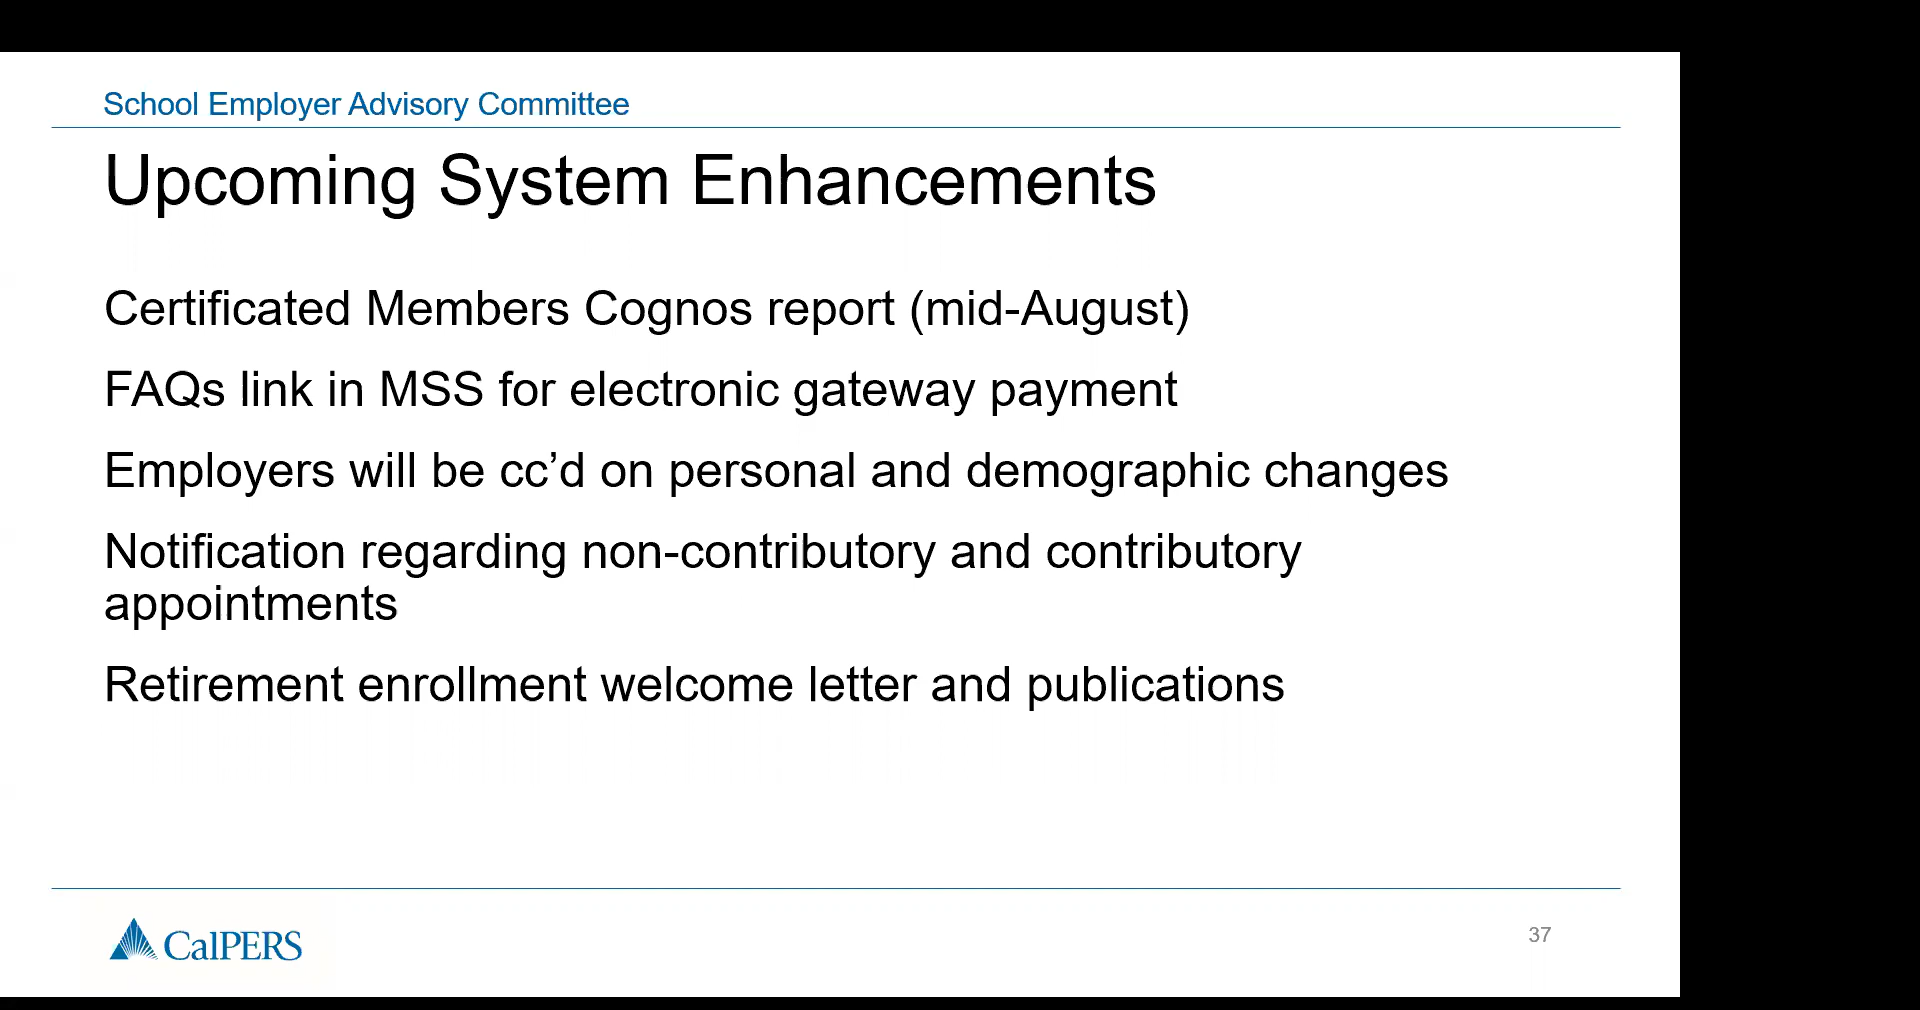 School Employer Advisory Committee
Upcoming System Enhancements
Certificated Members Cognos report (mid-August)
FAQs link in MSS for electronic gateway payment
Employers will be cc’d on personal and demographic changes
Notification regarding non-contributory and contributory
appointments
Retirement enrollment welcome letter and publications
CalPERS
37